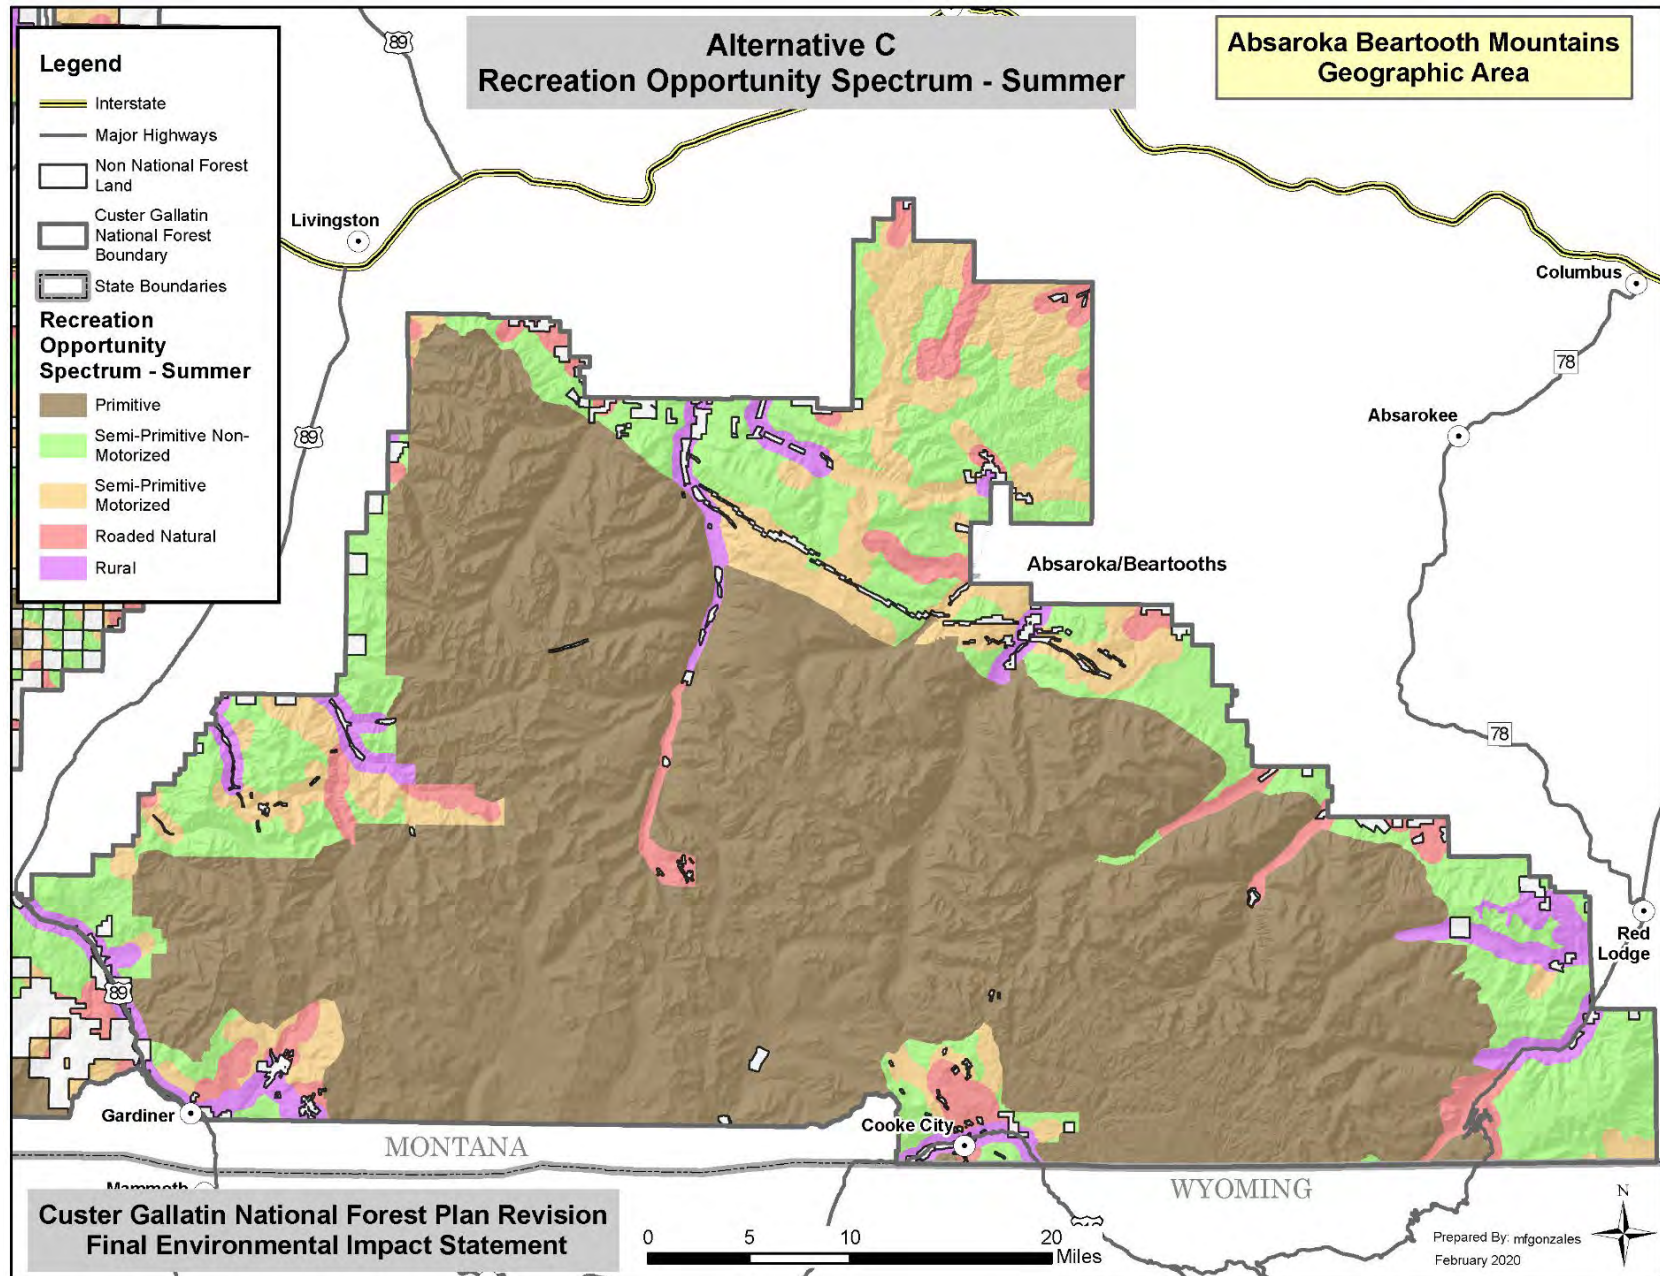 Alternative C
Recreation Opportunity Spectrum - Summer
Absaroka Beartooth Mountains
Geographic Area
Legend
Interstate
Major Highways
Non National Forest
Land
Custer Gallatin
National Forest
Boundary
State Boundaries
Recreation
Opportunity
Spectrum - Summer
Primitive
Semi-Primitive Non-
Motorized
Semi-Primitive
Motorized
Roaded Natural
Rural
89
Livingston
Columbus
78
Absarokee
89
Absaroka/Beartooths
78
Red
Lodge
89
Gardiner
Cooke City
MONTANA
WYOMING
Mammoth
Custer Gallatin National Forest Plan Revision
Final Environmental Impact Statement
0 5 10 20
Miles
N
Prepared By: mfgonzales
February 2020